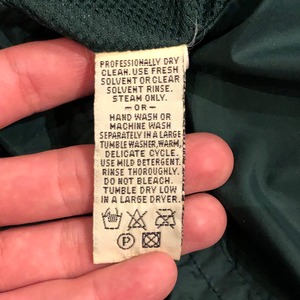 PROFESSIONALLY DRY
CLEAN. USE FRESH
SOLVENT OR CLEAR
SOLVENT RINSE.
STEAM ONLY.
— OR —
HAND WASH OR
MACHINE WASH
SEPARATELY IN A LARGE
TUMBLE WASHER, WARM,
DELICATE CYCLE.
USE MILD DETERGENT.
RINSE THOROUGHLY.
DO NOT BLEACH.
TUMBLE DRY LOW
IN A LARGE DRYER.
P